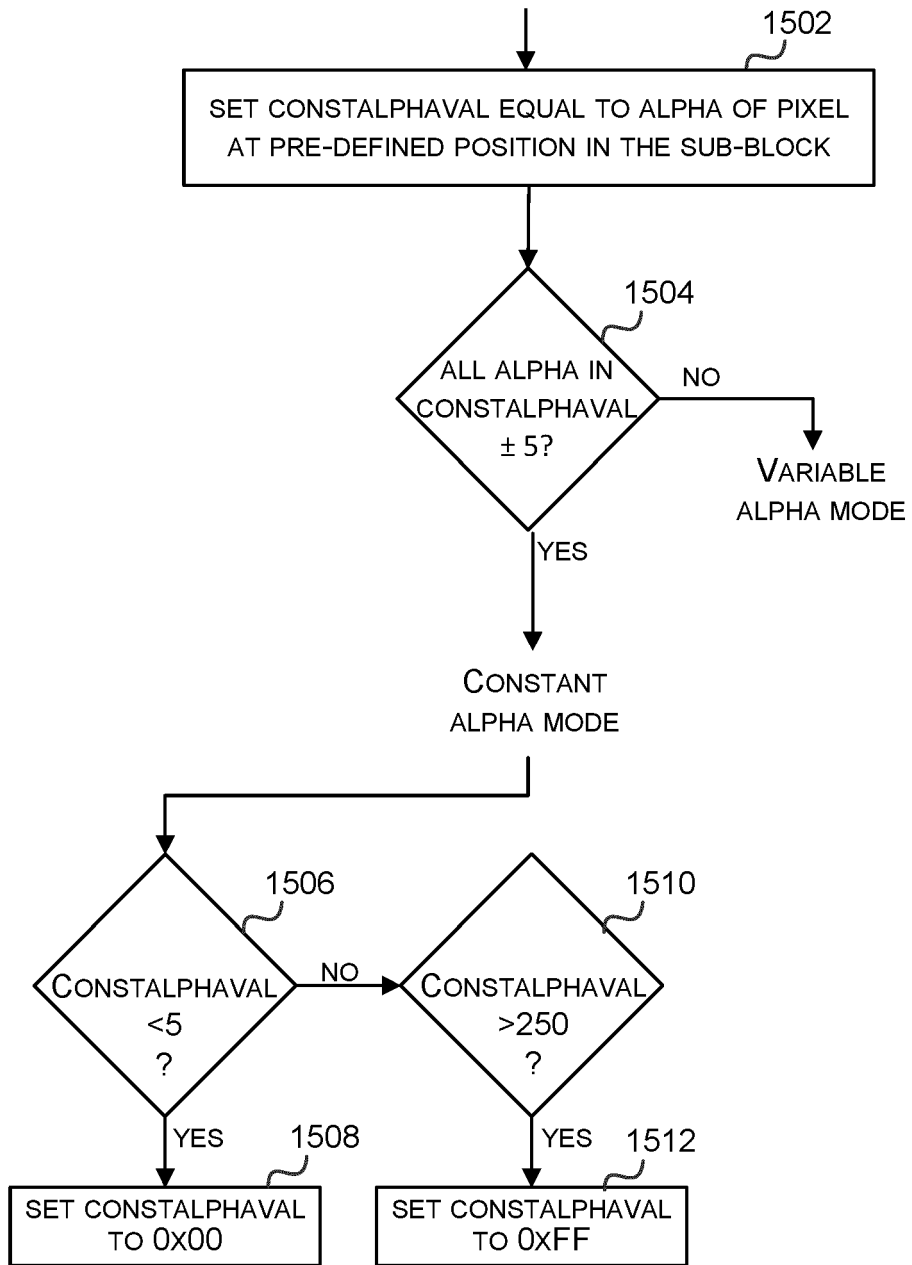 1502
SET CONSTALPHAVAL EQUAL TO ALPHA OF PIXEL
AT PRE-DEFINED POSITION IN THE SUB-BLOCK
1504
ALL ALPHA IN
CONSTALPHAVAL
± 5?
NO
VARIABLE
ALPHA MODE
YES
CONSTANT
ALPHA MODE
1506
CONSTALPHAVAL
<5
?
NO
1510
CONSTALPHAVAL
>250
?
YES
1508
SET CONSTALPHAVAL
TO 0X00
YES
1512
SET CONSTALPHAVAL
TO 0XFF